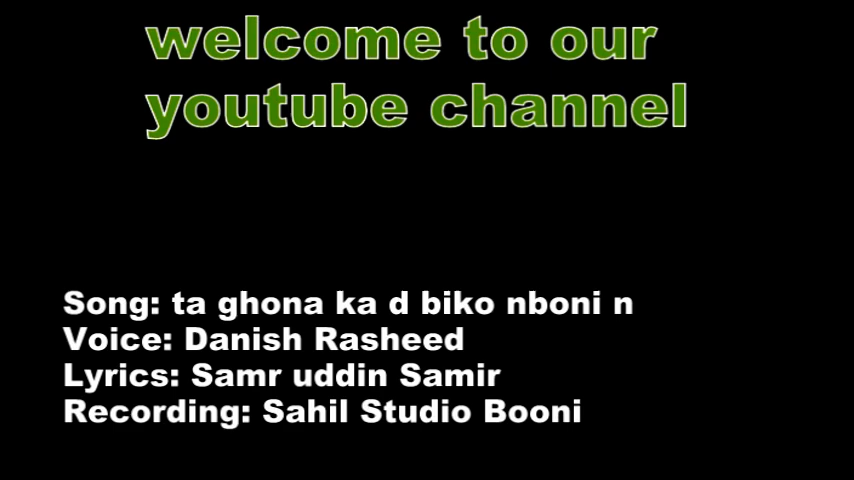 welcome to our
youtube channel
Song: ta ghona ka d biko nboni n
Voice: Danish Rasheed
Lyrics: Samr uddin Samir
Recording: Sahil Studio Booni